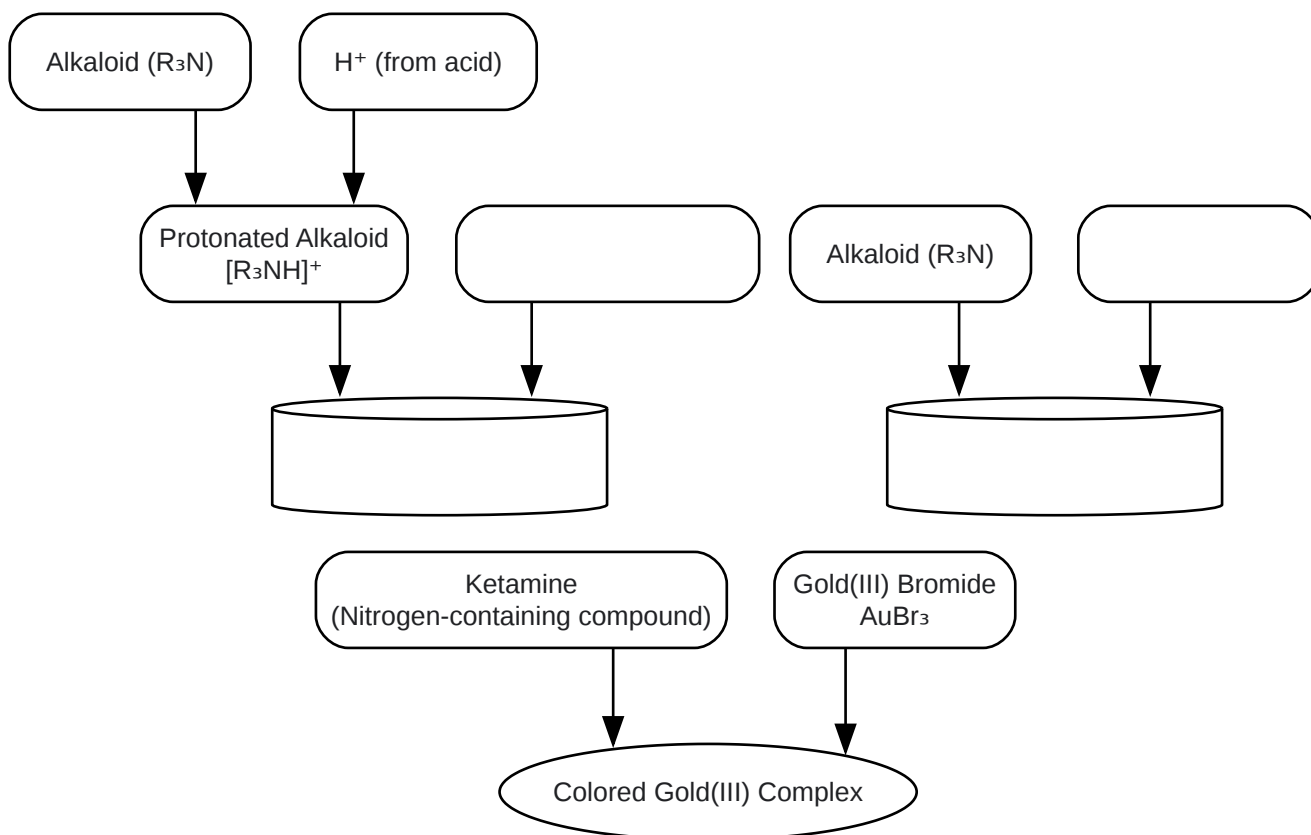 Alkaloid (R₃N)
H⁺ (from acid)
Protonated Alkaloid
[R₃NH]⁺
Alkaloid (R₃N)
Ketamine
(Nitrogen-containing compound)
Gold(III) Bromide
AuBr₃
Colored Gold(III) Complex